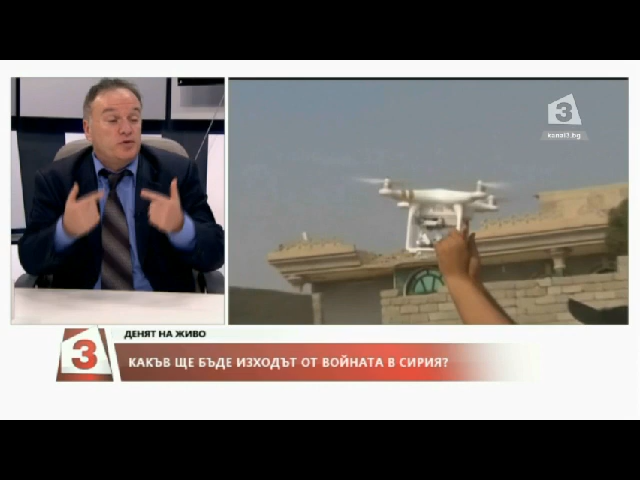 3
kanal3.bg
ДЕНЯТ НА ЖИВО
3
КАКЪВ ЩЕ БЪДЕ ИЗХОДЪТ ОТ ВОЙНАТА В СИРИЯ?